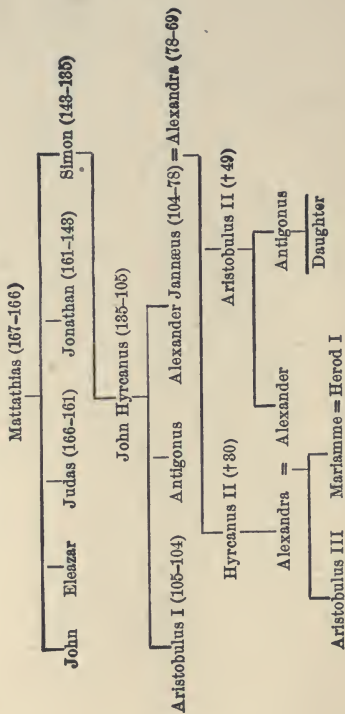 Mattathias (167–166)
John Eleazar Judas (166–161) Jonathan (161–143) Simon (143–135)
John Hyrcanus (135–105)
Aristobulus I (105–104) Antigonus Alexander Jannæus (104–78) = Alexandra (78–69)
Hyrcanus II (†30) Aristobulus II (†49)
Alexandra = Alexander Antigonus
Daughter
Aristobulus III Mariamme = Herod I